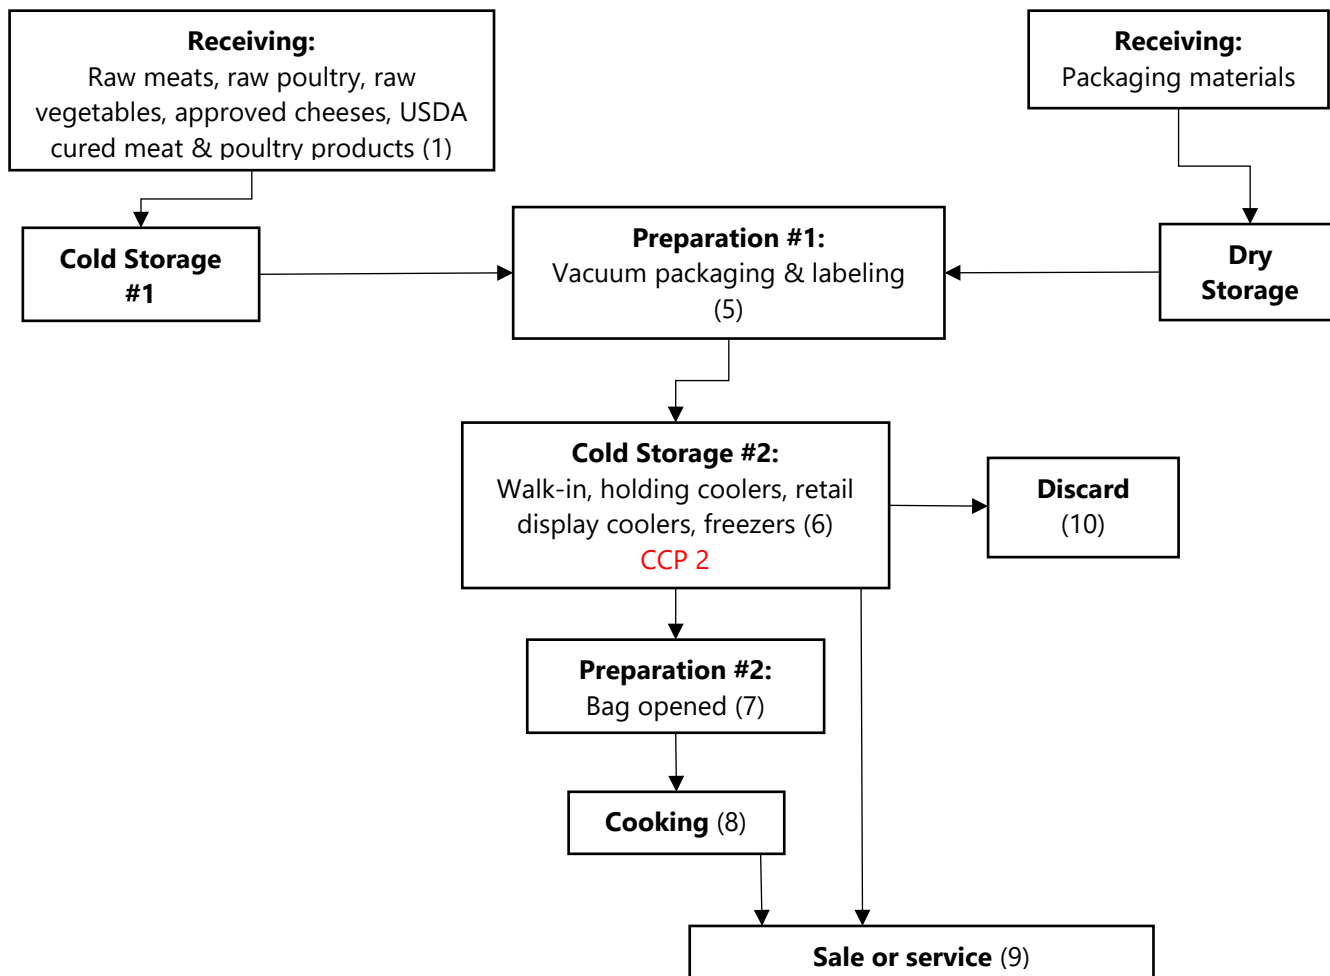 Receiving:
Raw meats, raw poultry, raw
vegetables, approved cheeses, USDA
cured meat & poultry products (1)
Receiving:
Packaging materials
Cold Storage
#1
Preparation #1:
Vacuum packaging & labeling
(5)
Dry
Storage
Cold Storage #2:
Walk-in, holding coolers, retail
display coolers, freezers (6)
CCP 2
Discard
(10)
Preparation #2:
Bag opened (7)
Cooking (8)
Sale or service (9)